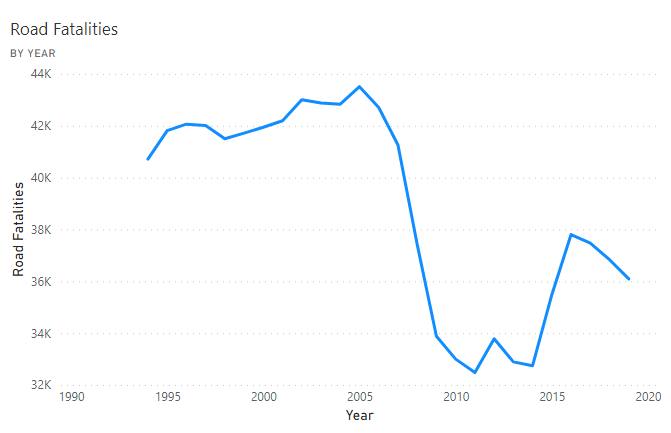 Road Fatalities
BY YEAR
44K
42K
40K
38K
36K
34K
32K
Road Fatalities
1990 1995 2000 2005 2010 2015 2020
Year